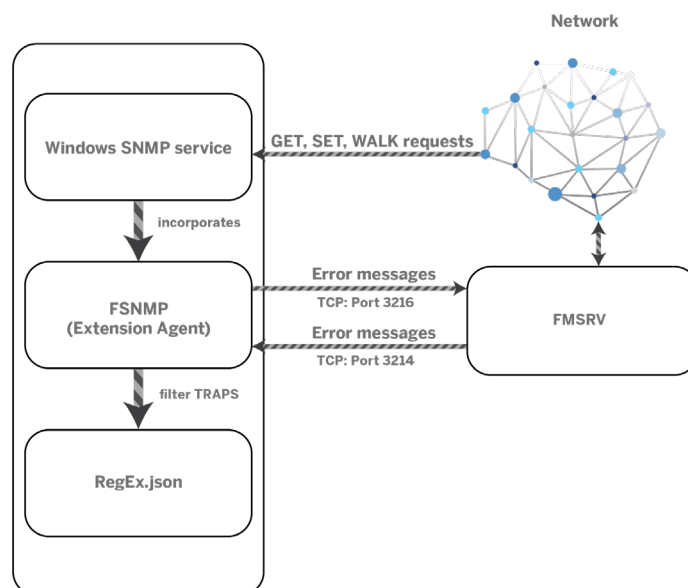 Network
Windows SNMP service
GET, SET, WALK requests
incorporates
FSNMP
(Extension Agent)
Error messages
TCP: Port 3216
Error messages
TCP: Port 3214
FMSRV
filter TRAPS
RegEx.json